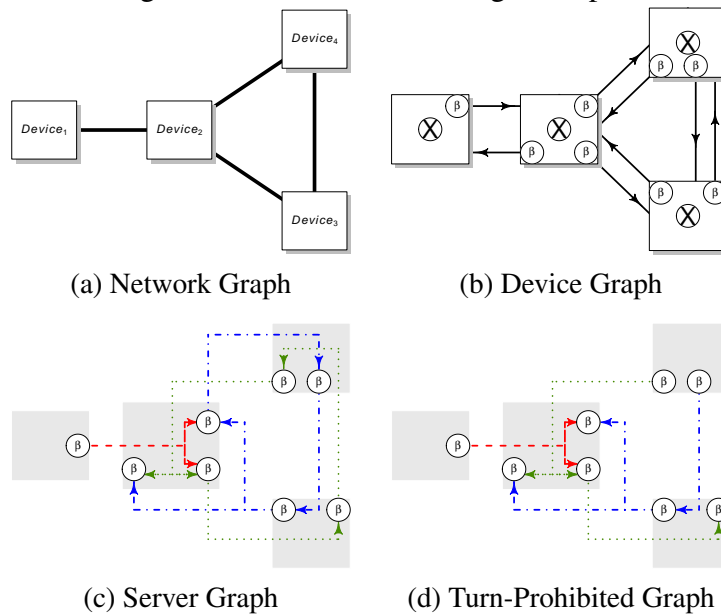 Device₄
Device₁
Device₂
Device₃
β β
β β
β β
β β
(a) Network Graph
(b) Device Graph
β β
β
β
β β
β β
β β
β
β
β β
β β
(c) Server Graph
(d) Turn-Prohibited Graph